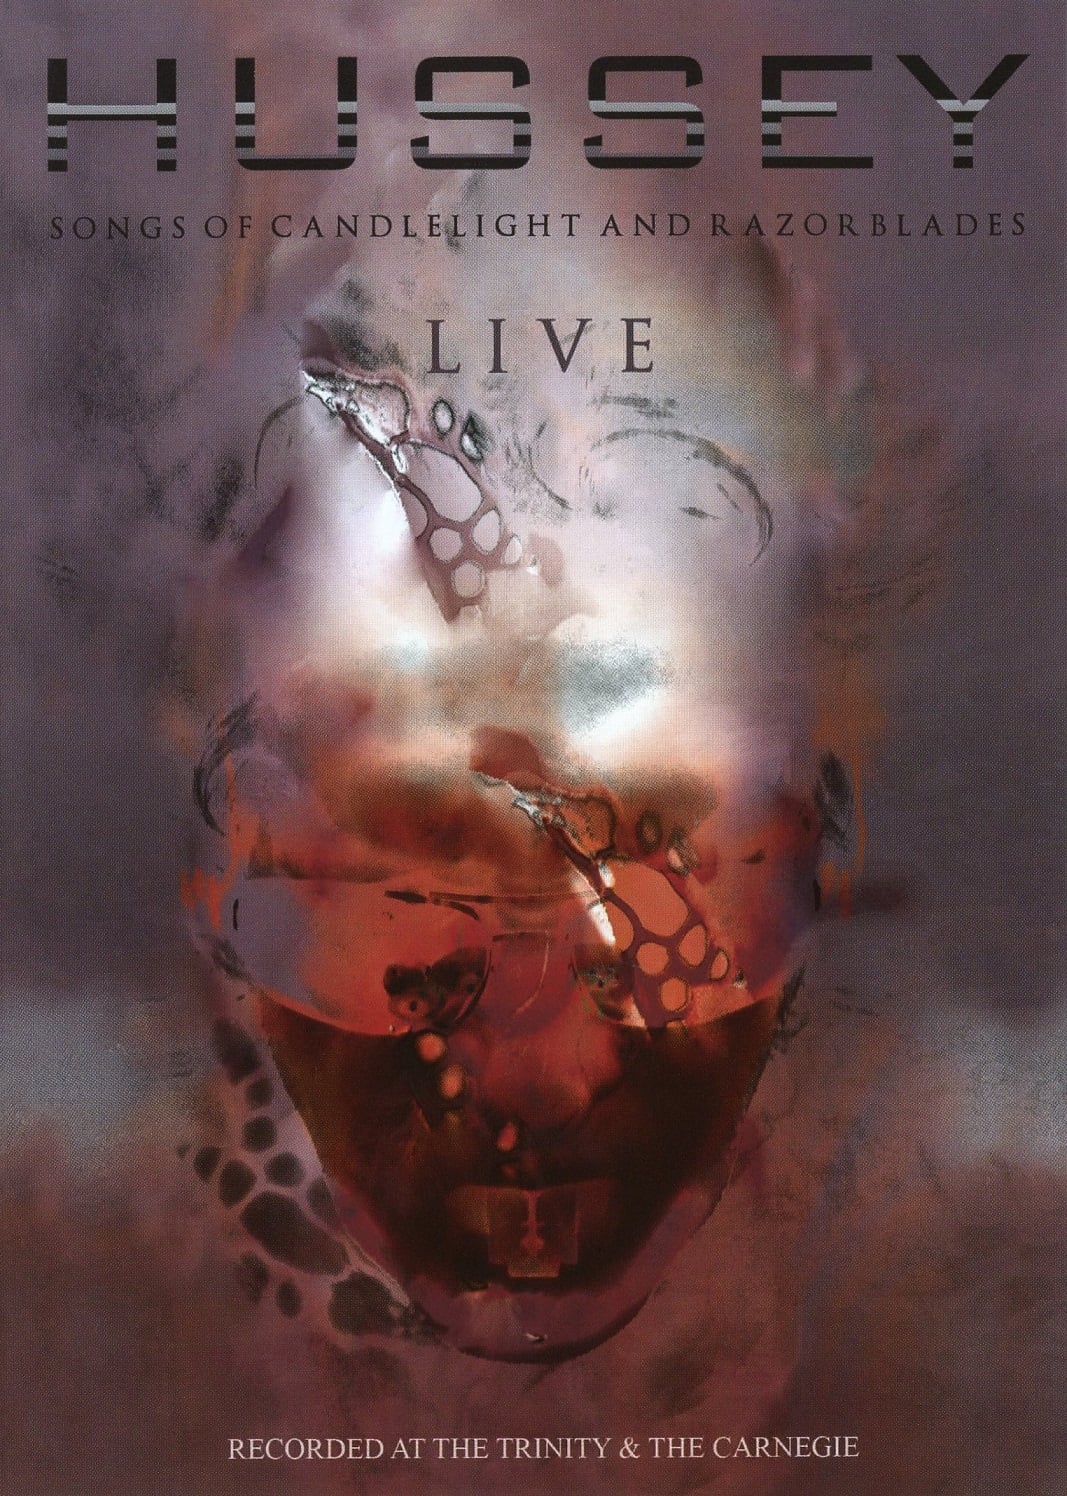 HUSSEY
SONGS OF CANDLELIGHT AND RAZORBLADES
LIVE
RECORDED AT THE TRINITY & THE CARNEGIE